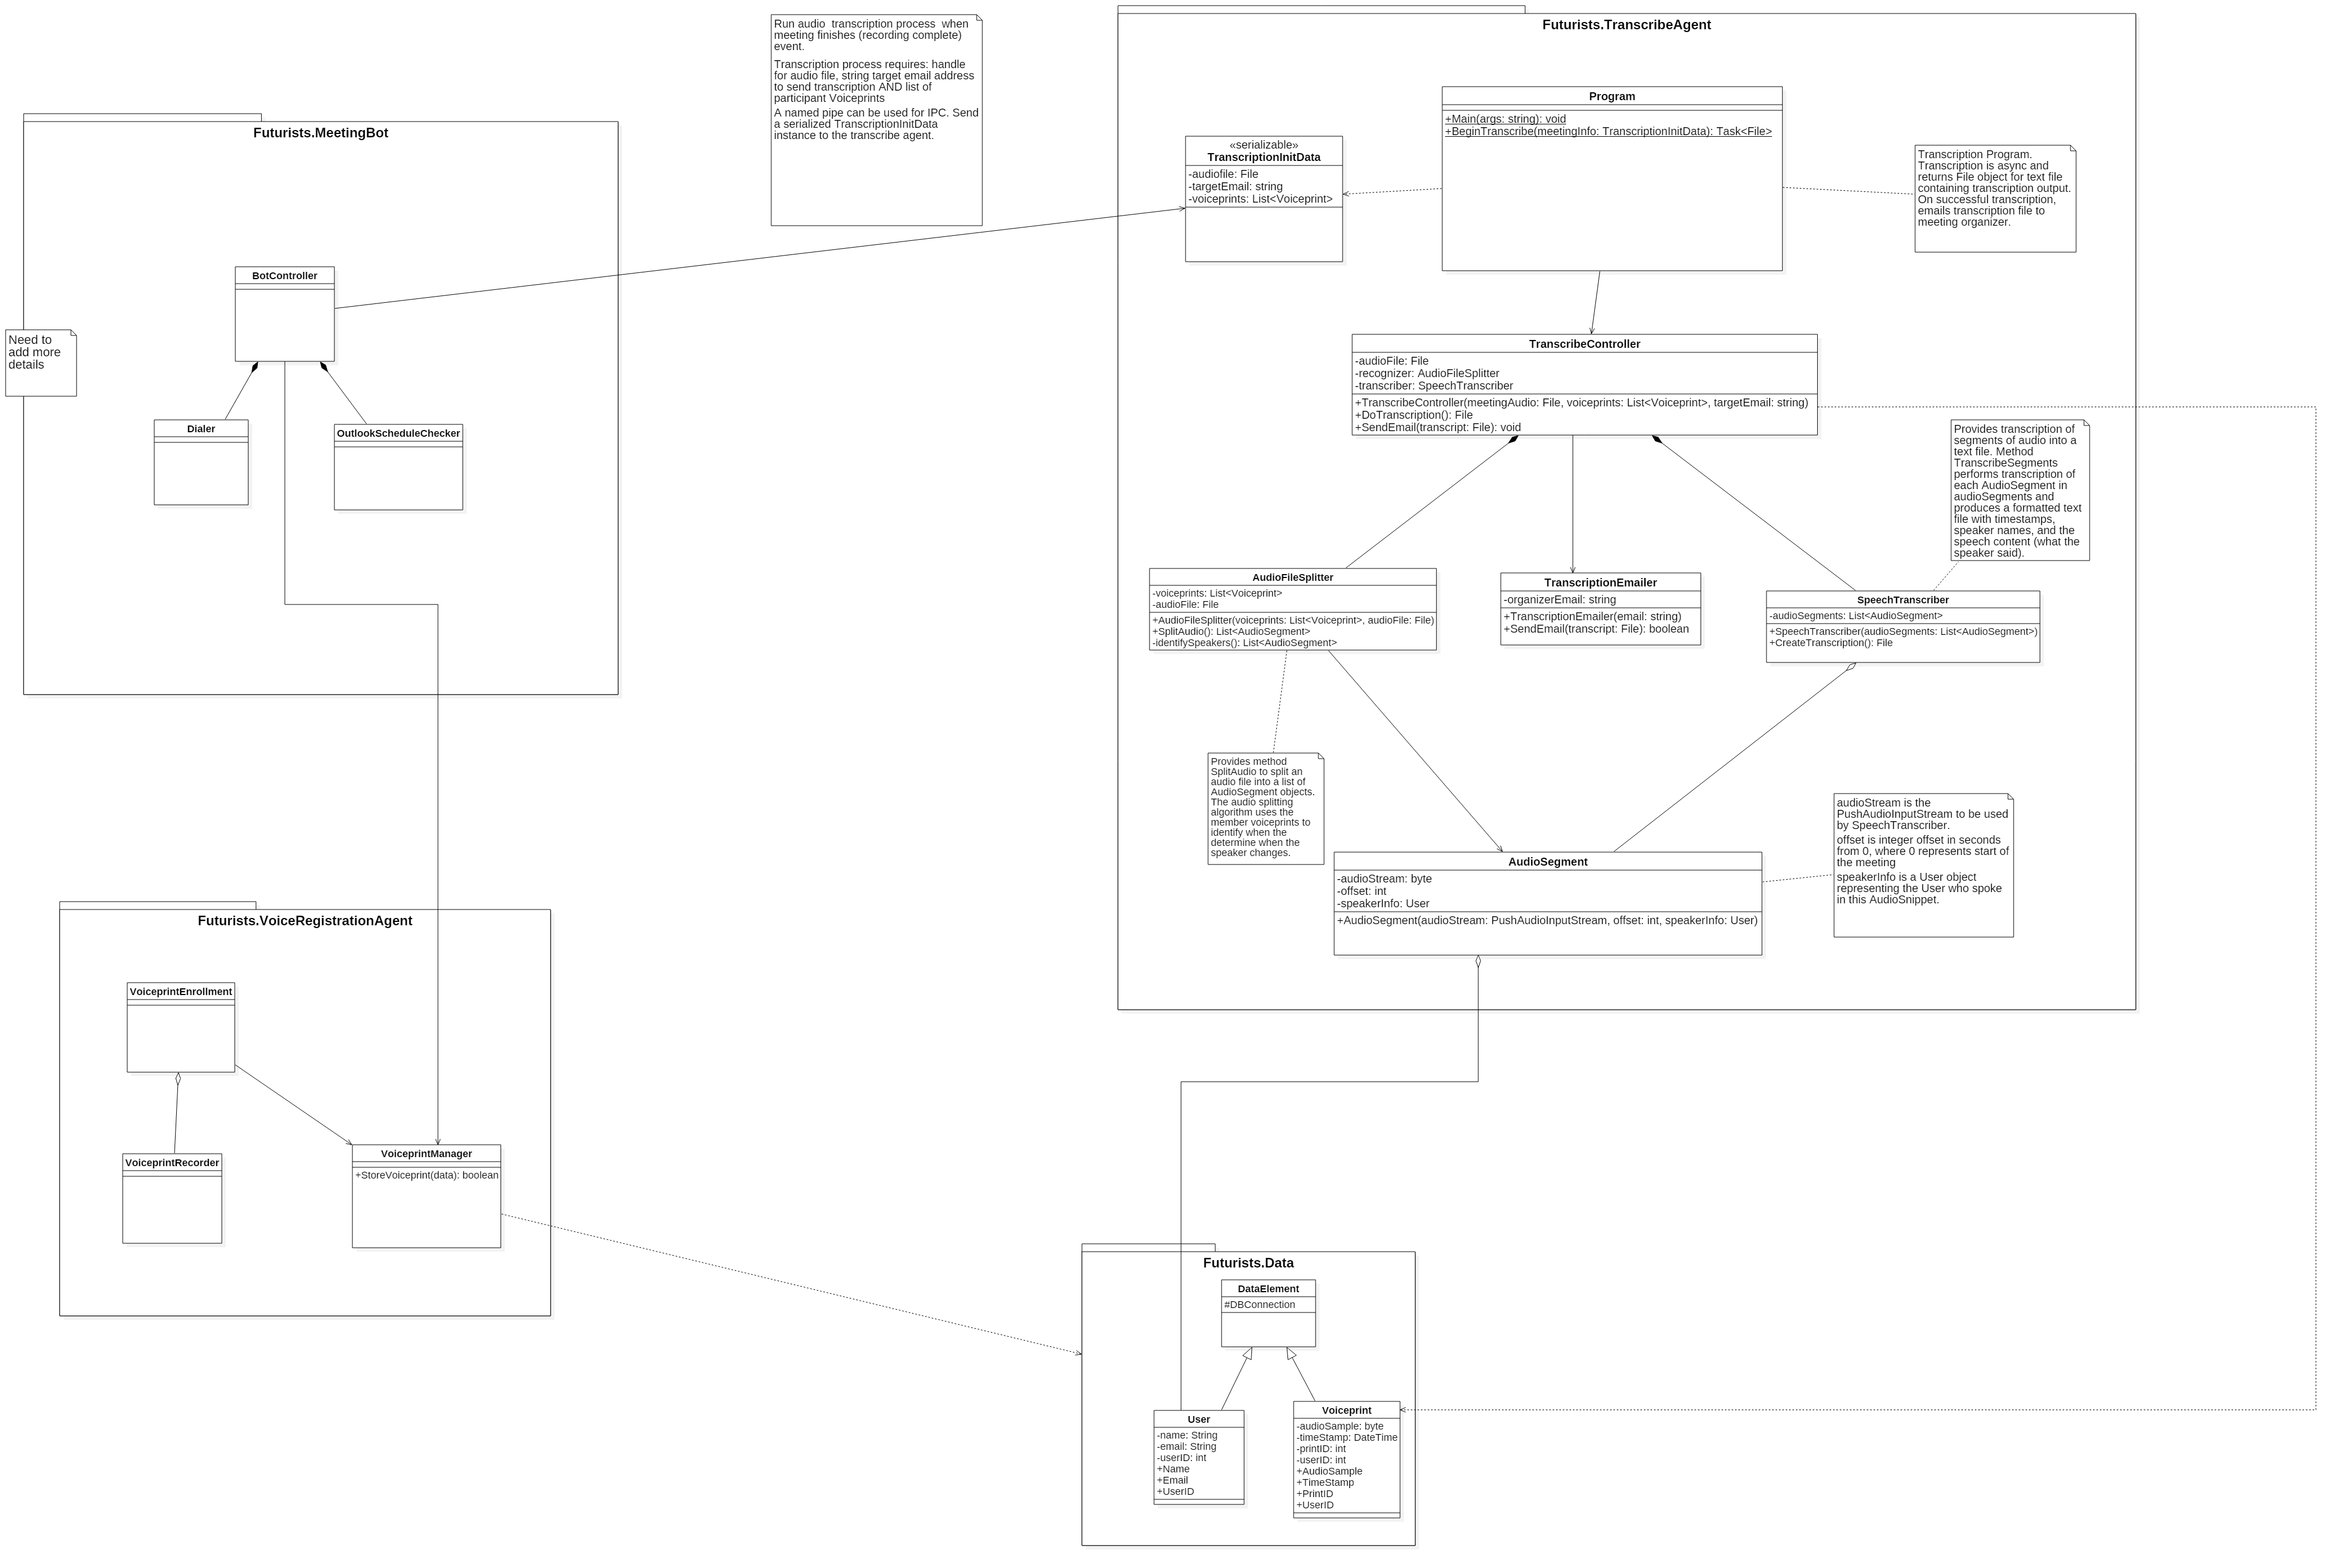 Run audio  transcription process  when
meeting finishes (recording complete)
event.
Transcription process requires: handle
for audio file, string target email address
to send transcription AND list of
participant Voiceprints
A named pipe can be used for IPC. Send
a serialized TranscriptionInitData
instance to the transcribe agent.
Futurists.MeetingBot
BotController
Need to
add more
details
Dialer
OutlookScheduleChecker
Futurists.TranscribeAgent
Program
+Main(args: string): void
+BeginTranscribe(meetingInfo: TranscriptionInitData): Task<File>
«serializable»
TranscriptionInitData
-audiofile: File
-targetEmail: string
-voiceprints: List<Voiceprint>
Transcription Program.
Transcription is async and
returns File object for text file
containing transcription output.
On successful transcription,
emails transcription file to
meeting organizer.
TranscribeController
-audioFile: File
-recognizer: AudioFileSplitter
-transcriber: SpeechTranscriber
+TranscribeController(meetingAudio: File, voiceprints: List<Voiceprint>, targetEmail: string)
+DoTranscription(): File
+SendEmail(transcript: File): void
Provides transcription of
segments of audio into a
text file. Method
TranscribeSegments
performs transcription of
each AudioSegment in
audioSegments and
produces a formatted text
file with timestamps,
speaker names, and the
speech content (what the
speaker said).
AudioFileSplitter
-voiceprints: List<Voiceprint>
-audioFile: File
+AudioFileSplitter(voiceprints: List<Voiceprint>, audioFile: File)
+SplitAudio(): List<AudioSegment>
-identifySpeakers(): List<AudioSegment>
TranscriptionEmailer
-organizerEmail: string
+TranscriptionEmailer(email: string)
+SendEmail(transcript: File): boolean
SpeechTranscriber
-audioSegments: List<AudioSegment>
+SpeechTranscriber(audioSegments: List<AudioSegment>)
+CreateTranscription(): File
Provides method
SplitAudio to split an
audio file into a list of
AudioSegment objects.
The audio splitting
algorithm uses the
member voiceprints to
identify when the
determine when the
speaker changes.
audioStream is the
PushAudioInputStream to be used
by SpeechTranscriber.
offset is integer offset in seconds
from 0, where 0 represents start of
the meeting
speakerInfo is a User object
representing the User who spoke
in this AudioSnippet.
AudioSegment
-audioStream: byte
-offset: int
-speakerInfo: User
+AudioSegment(audioStream: PushAudioInputStream, offset: int, speakerInfo: User)
Futurists.VoiceRegistrationAgent
VoiceprintEnrollment
VoiceprintRecorder
VoiceprintManager
+StoreVoiceprint(data): boolean
Futurists.Data
DataElement
#DBConnection
User
-name: String
-email: String
-userID: int
+Name
+Email
+UserID
Voiceprint
-audioSample: byte
-timeStamp: DateTime
-printID: int
-userID: int
+AudioSample
+TimeStamp
+PrintID
+UserID